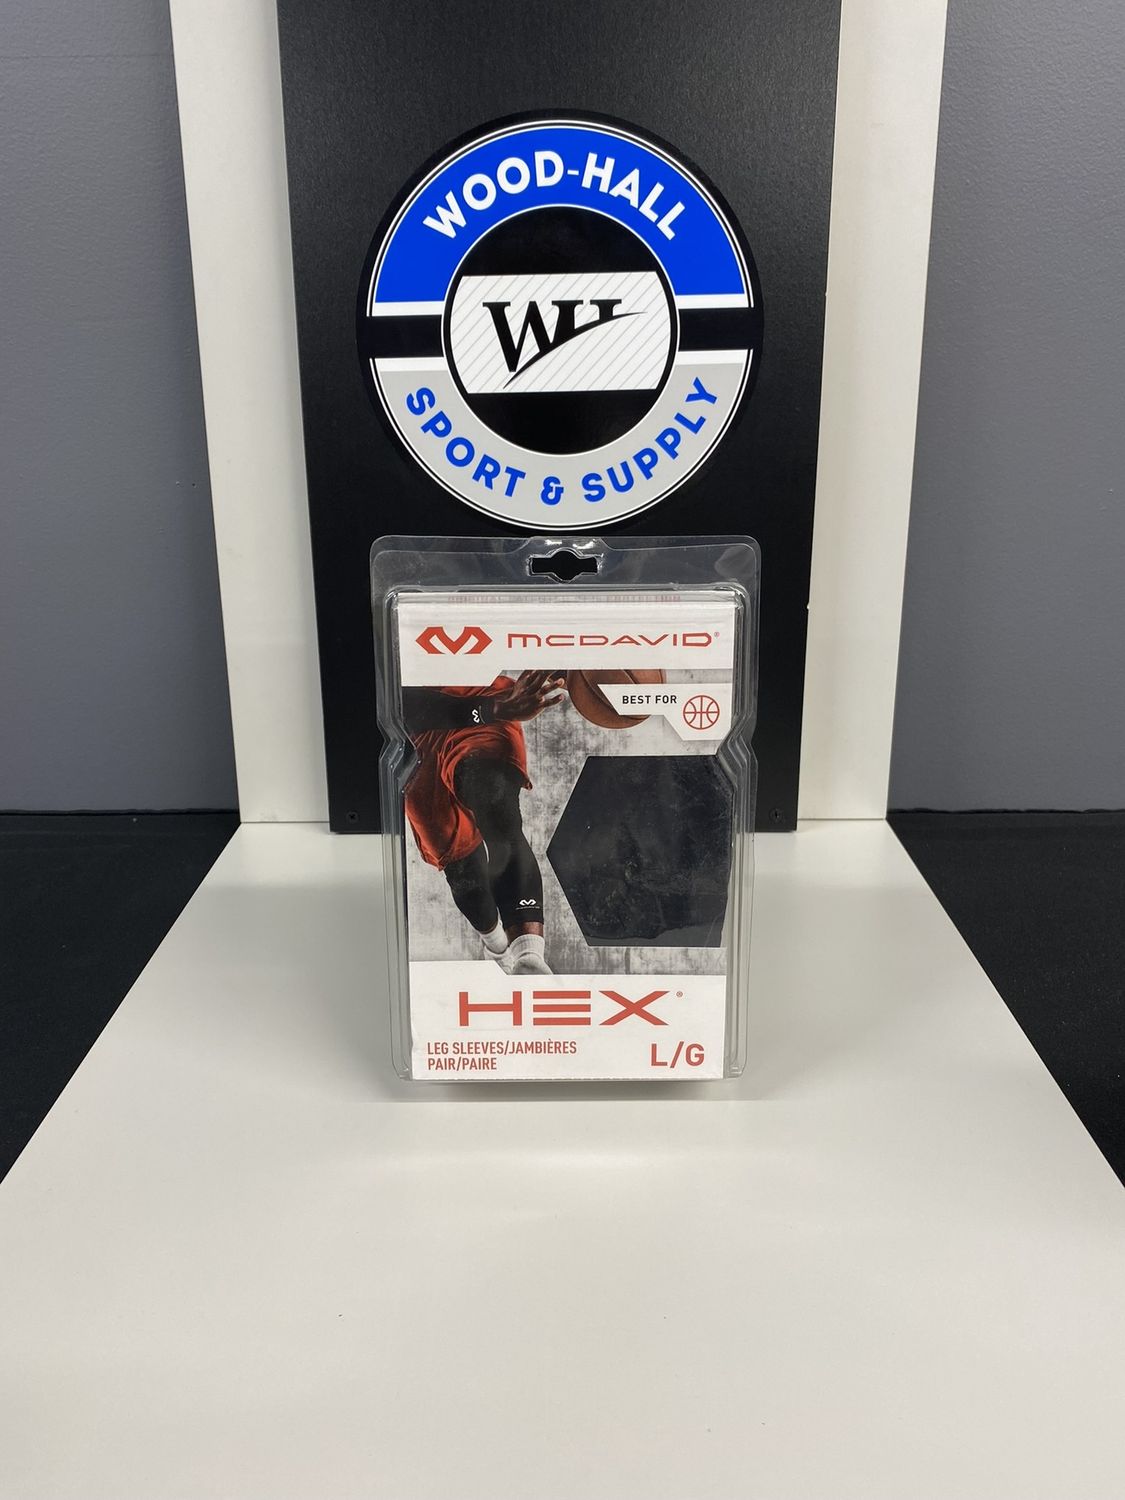 WOOD-HALL
WH
SPORT & SUPPLY
McDAVID®
BEST FOR
HEX®
LEG SLEEVES/JAMBIÈRES
PAIR/PAIRE
L/G